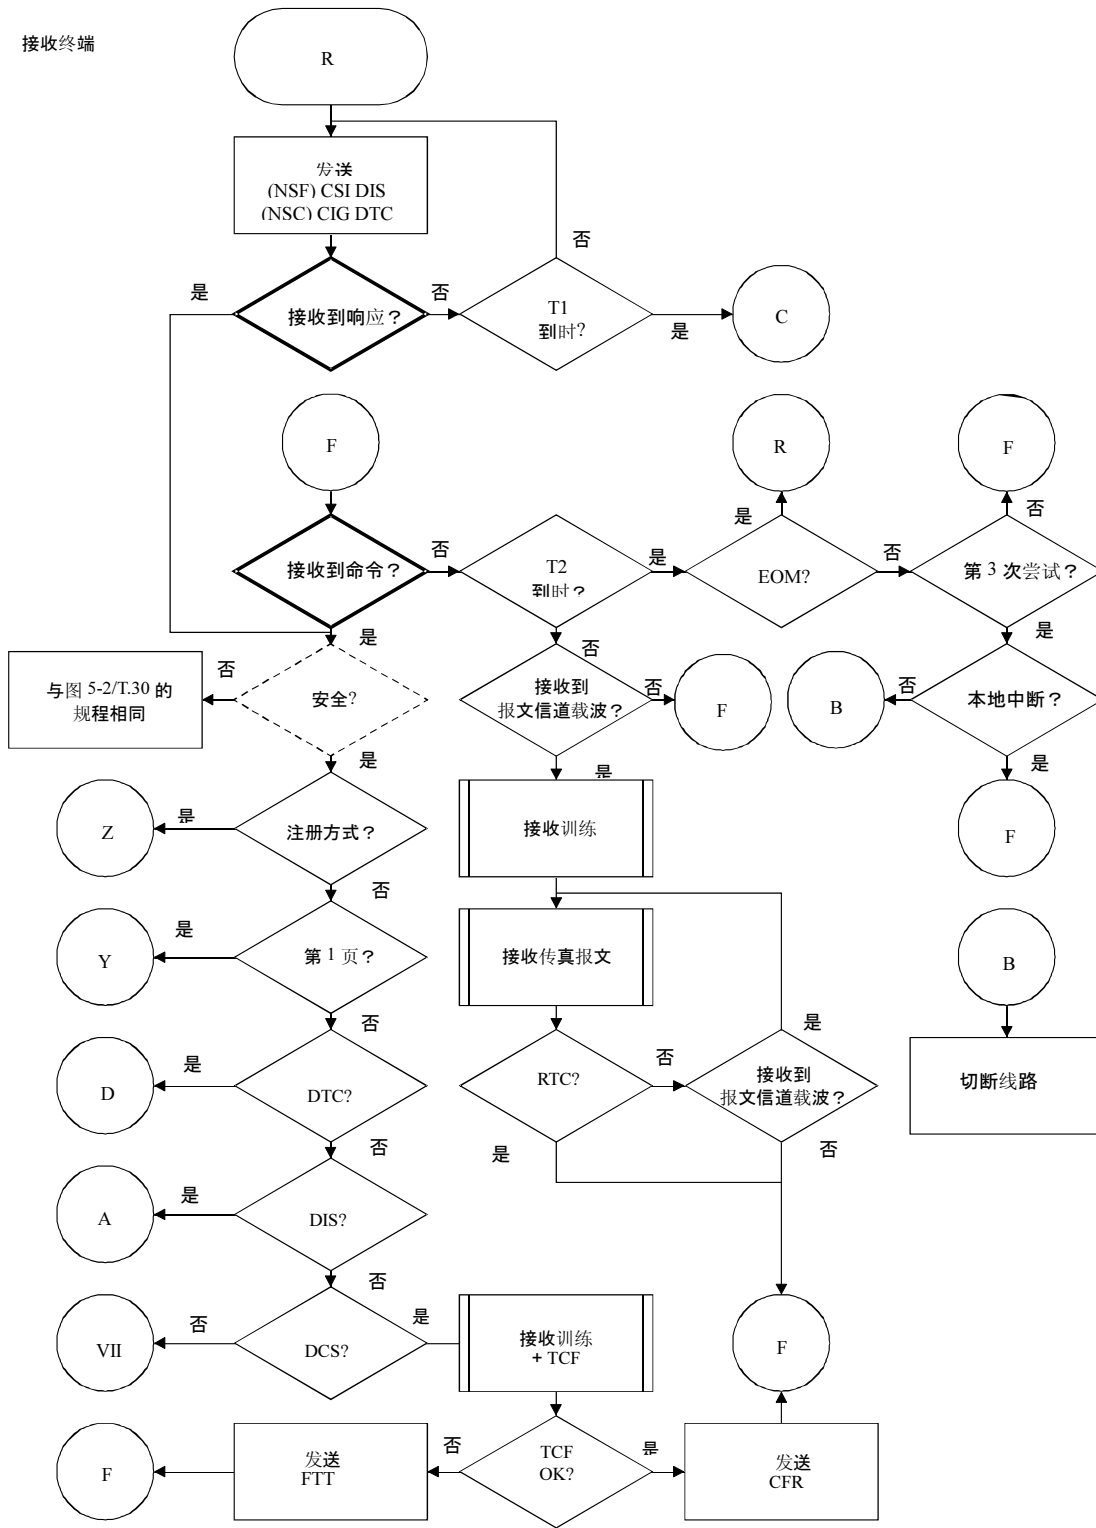 接收终端
R
发送
(NSF) CSI DIS
(NSC) CIG DTC
否
是
接收到响应？
否
T1
到时？
是
C
F
R
F
接收到命令？
否
T2
到时？
是
是
EOM?
否
否
第 3 次尝试？
是
是
否
与图 5-2/T.30 的
规程相同
否
安全？
接收到
报文信道载波？
否
F
B
否
本地中断？
是
是
是
F
Z
是
注册方式？
接收训练
否
Y
是
第 1 页？
接收传真报文
B
否
是
D
是
DTC?
RTC?
否
接收到
报文信道载波？
切断线路
否
是
否
A
是
DIS?
否
VII
否
DCS?
是
接收训练
+ TCF
F
F
发送
FTT
否
TCF
OK?
是
发送
CFR